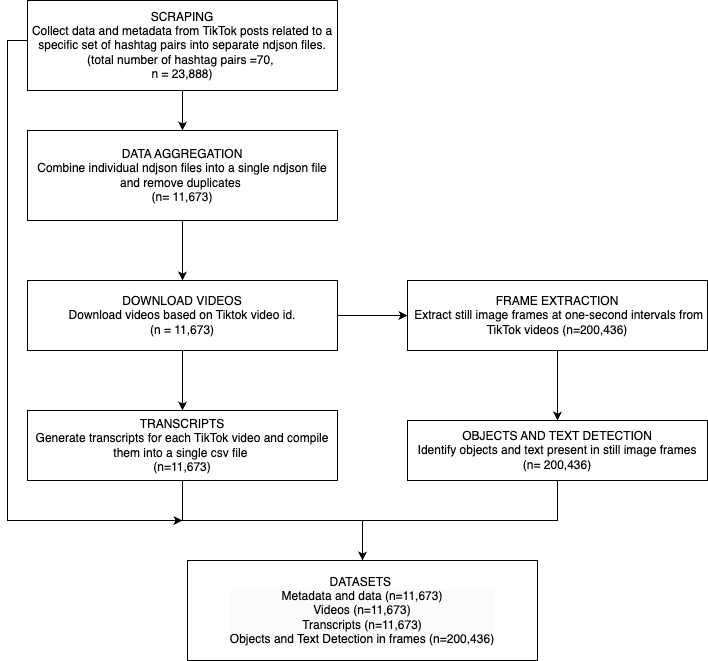 SCRAPING
Collect data and metadata from TikTok posts related to a
specific set of hashtag pairs into separate ndjson files.
(total number of hashtag pairs =70,
n = 23,888)
DATA AGGREGATION
Combine individual ndjson files into a single ndjson file
and remove duplicates
(n= 11,673)
DOWNLOAD VIDEOS
Download videos based on Tiktok video id.
(n = 11,673)
FRAME EXTRACTION
Extract still image frames at one-second intervals from
TikTok videos (n=200,436)
TRANSCRIPTS
Generate transcripts for each TikTok video and compile
them into a single csv file
(n=11,673)
OBJECTS AND TEXT DETECTION
Identify objects and text present in still image frames
(n= 200,436)
DATASETS
Metadata and data (n=11,673)
Videos (n=11,673)
Transcripts (n=11,673)
Objects and Text Detection in frames (n=200,436)